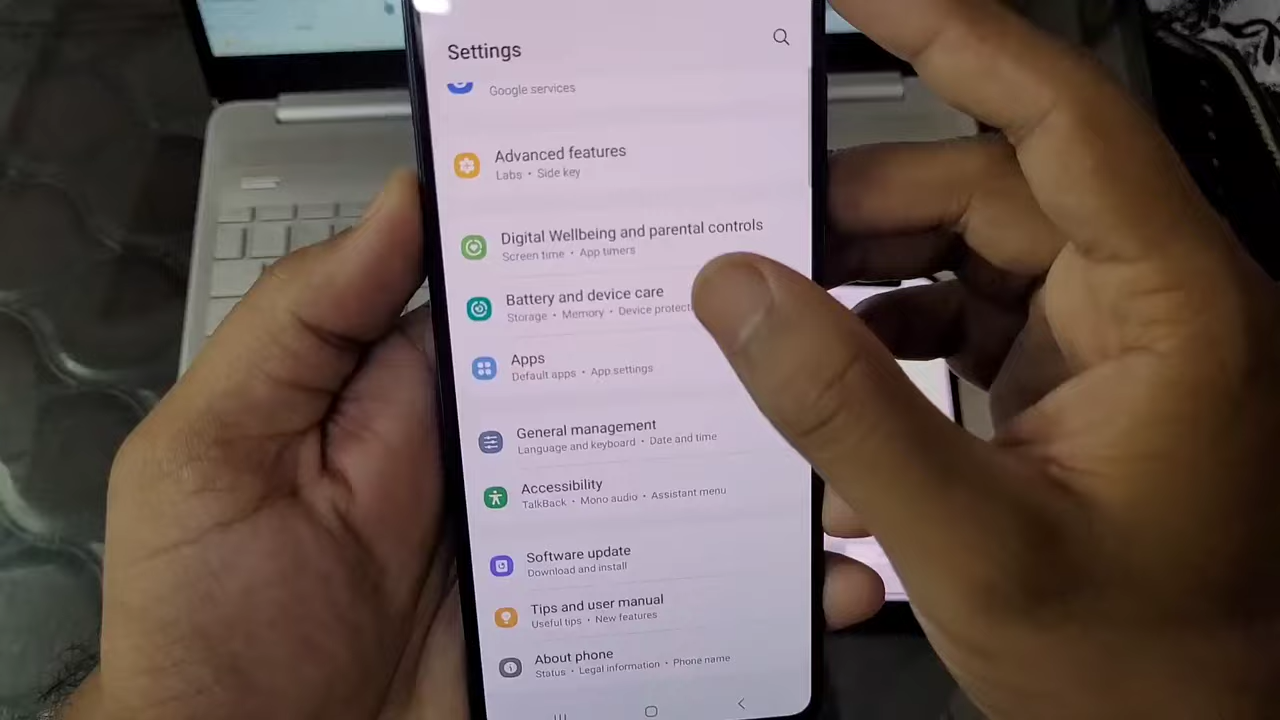 Settings
Google services
Advanced features
Labs • Side key
Digital Wellbeing and parental controls
Screen time • App timers
Battery and device care
Storage • Memory • Device protect
Apps
Default apps • App settings
General management
Language and keyboard • Date and time
Accessibility
TalkBack • Mono audio • Assistant menu
Software update
Download and install
Tips and user manual
Useful tips • New features
About phone
Status • Legal information • Phone name